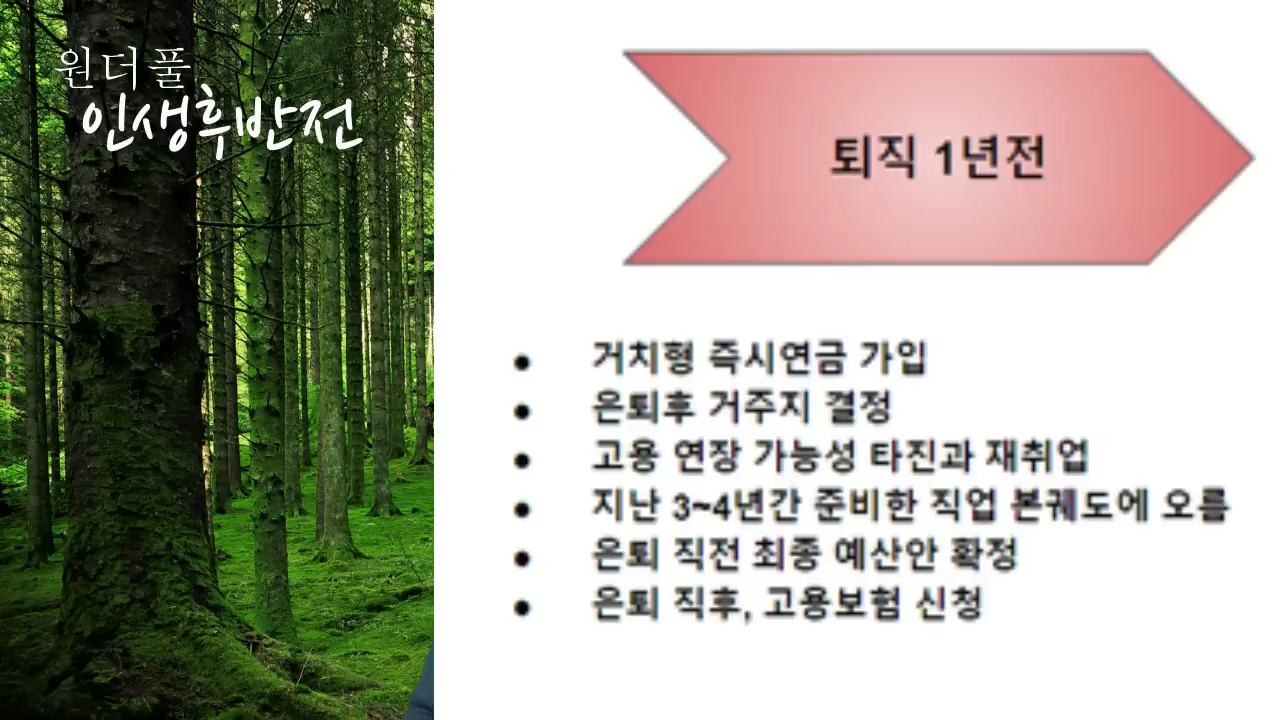 원더풀
인생후반전
퇴직 1년전
● 거치형 즉시연금 가입
● 은퇴후 거주지 결정
● 고용 연장 가능성 타진과 재취업
● 지난 3~4년간 준비한 직업 본궤도에 오름
● 은퇴 직전 최종 예산안 확정
● 은퇴 직후, 고용보험 신청